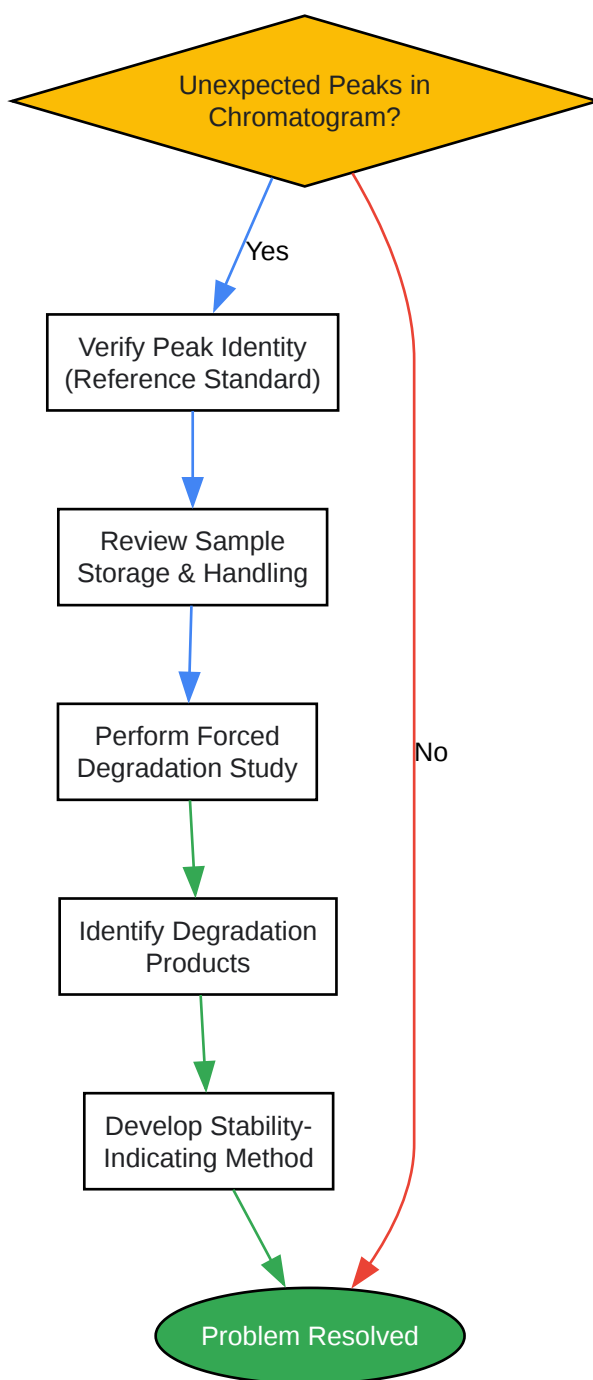 Unexpected Peaks in
Chromatogram?
Yes
Verify Peak Identity
(Reference Standard)
Review Sample
Storage & Handling
Perform Forced
Degradation Study
No
Identify Degradation
Products
Develop Stability-
Indicating Method
Problem Resolved